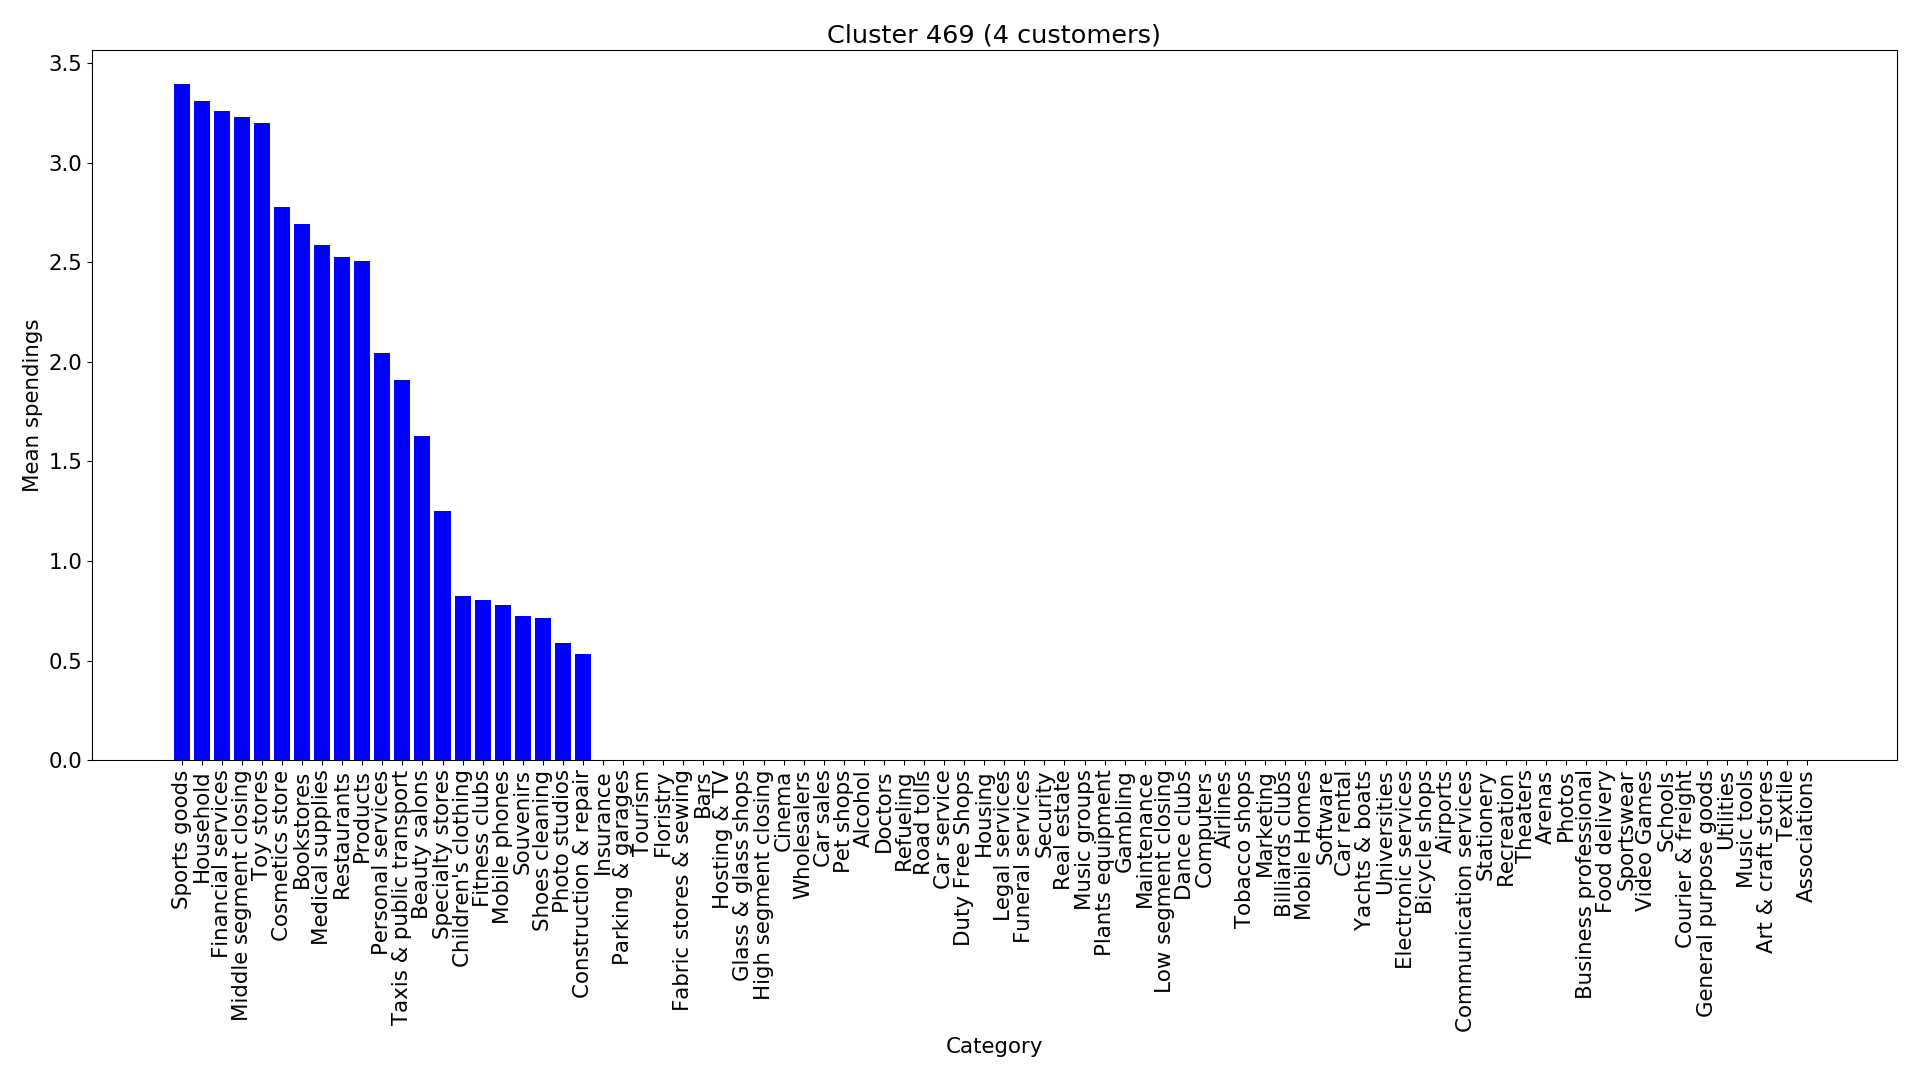 Cluster 469 (4 customers)
Mean spendings
3.5
3.0
2.5
2.0
1.5
1.0
0.5
0.0
Sports goods
Household
Financial services
Middle segment closing
Toy stores
Cosmetics store
Bookstores
Medical supplies
Restaurants
Products
Personal services
Taxis & public transport
Beauty salons
Specialty stores
Children's clothing
Fitness clubs
Mobile phones
Souvenirs
Shoes cleaning
Photo studios
Construction & repair
Insurance
Parking & garages
Tourism
Floristry
Fabric stores & sewing
Bars
Hosting & TV
Glass & glass shops
High segment closing
Cinema
Wholesalers
Car sales
Pet shops
Alcohol
Doctors
Refueling
Road tolls
Car service
Duty Free Shops
Housing
Legal services
Funeral services
Security
Real estate
Music groups
Plants equipment
Gambling
Maintenance
Low segment closing
Dance clubs
Computers
Airlines
Tobacco shops
Marketing
Billiards clubs
Mobile Homes
Software
Car rental
Yachts & boats
Universities
Electronic services
Bicycle shops
Airports
Communication services
Stationery
Recreation
Theaters
Arenas
Photos
Business professional
Food delivery
Sportswear
Video Games
Schools
Courier & freight
General purpose goods
Utilities
Music tools
Art & craft stores
Textile
Associations
Category